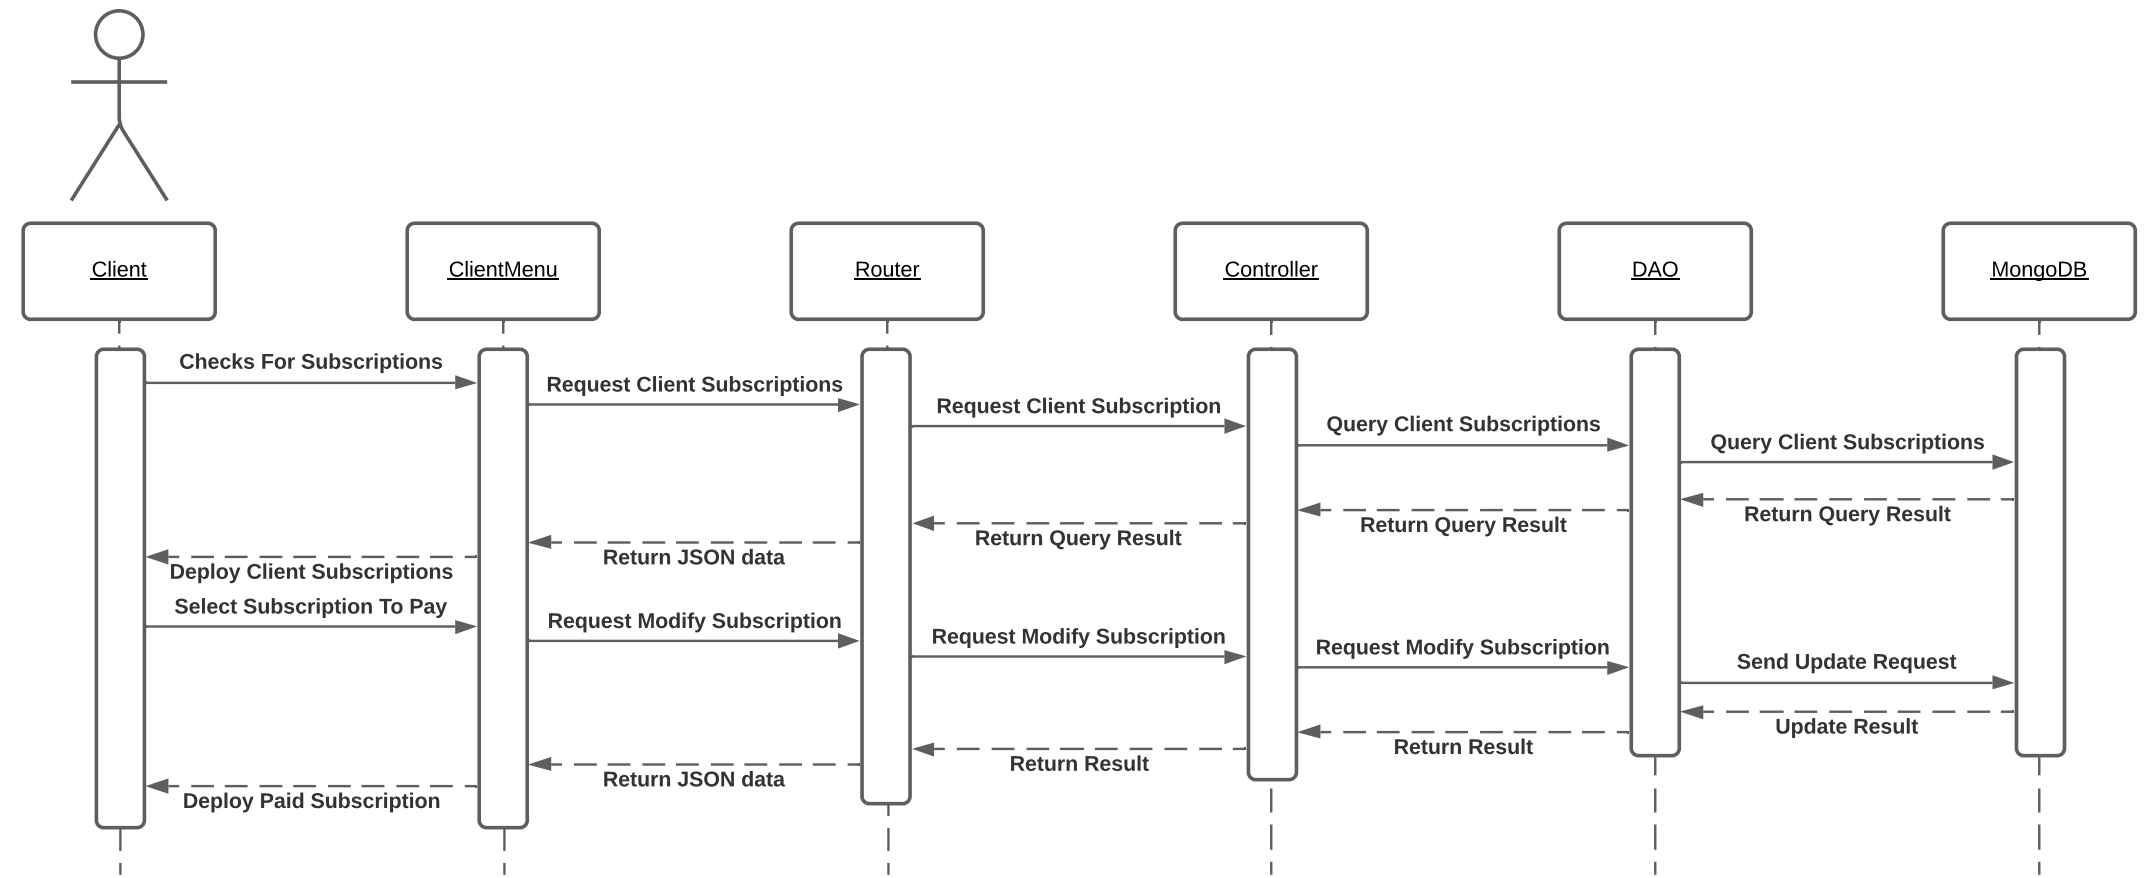 Client
ClientMenu
Router
Controller
DAO
MongoDB
Checks For Subscriptions
Request Client Subscriptions
Request Client Subscription
Query Client Subscriptions
Query Client Subscriptions
Return Query Result
Return Query Result
Return Query Result
Return JSON data
Deploy Client Subscriptions
Select Subscription To Pay
Request Modify Subscription
Request Modify Subscription
Request Modify Subscription
Send Update Request
Update Result
Return Result
Return Result
Return JSON data
Deploy Paid Subscription